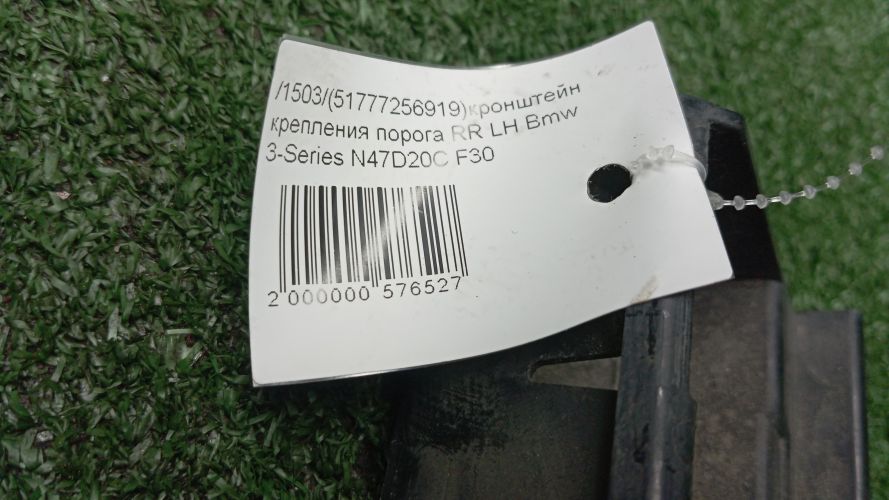 /1503/(51777256919)кронштейн
крепления порога RR LH Bmw
3-Series N47D20C F30
2 000000 576527